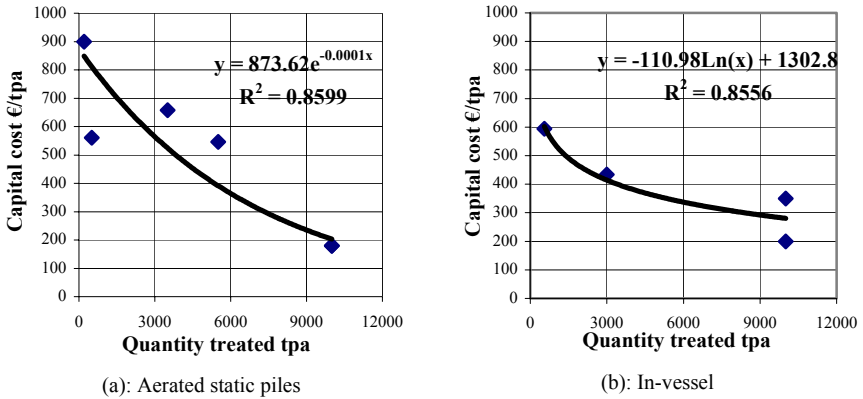 1000
900
800
700
600
500
400
300
200
100
0
Capital cost €/tpa
y = 873.62e^-0.0001x
R² = 0.8599
0 3000 6000 9000 12000
Quantity treated tpa
(a): Aerated static piles
1000
900
800
700
600
500
400
300
200
100
0
Capital cost €/tpa
y = -110.98Ln(x) + 1302.8
R² = 0.8556
0 3000 6000 9000 12000
Quantity treated tpa
(b): In-vessel